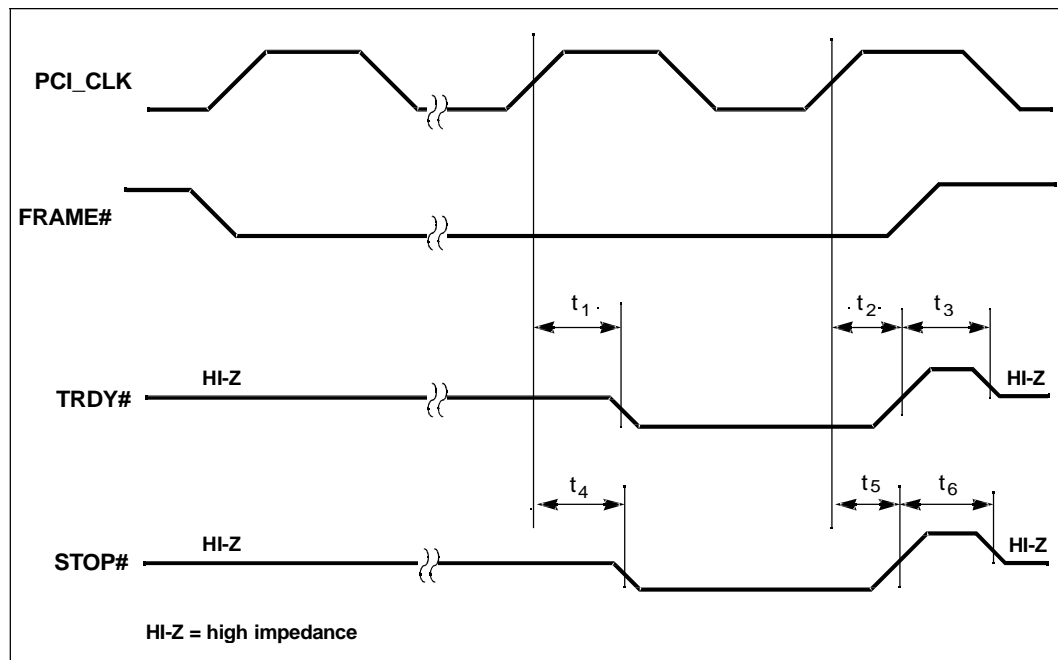 PCI_CLK
FRAME#
t1
t2
t3
HI-Z
HI-Z
TRDY#
t4
t5
t6
HI-Z
HI-Z
STOP#
HI-Z = high impedance